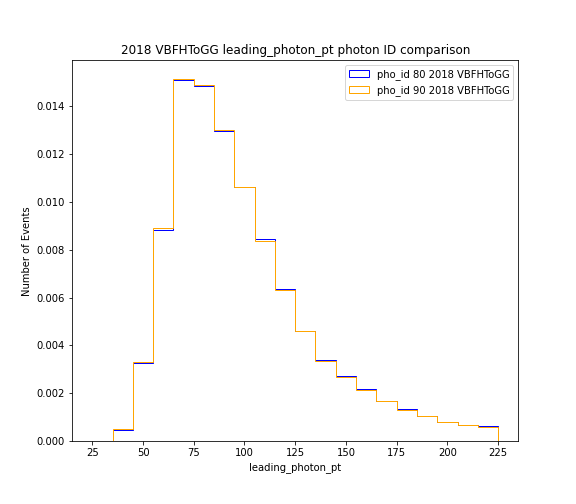 2018 VBFHToGG leading_photon_pt photon ID comparison
pho_id 80 2018 VBFHToGG
pho_id 90 2018 VBFHToGG
Number of Events
0.014
0.012
0.010
0.008
0.006
0.004
0.002
0.000
25 50 75 100 125 150 175 200 225
leading_photon_pt